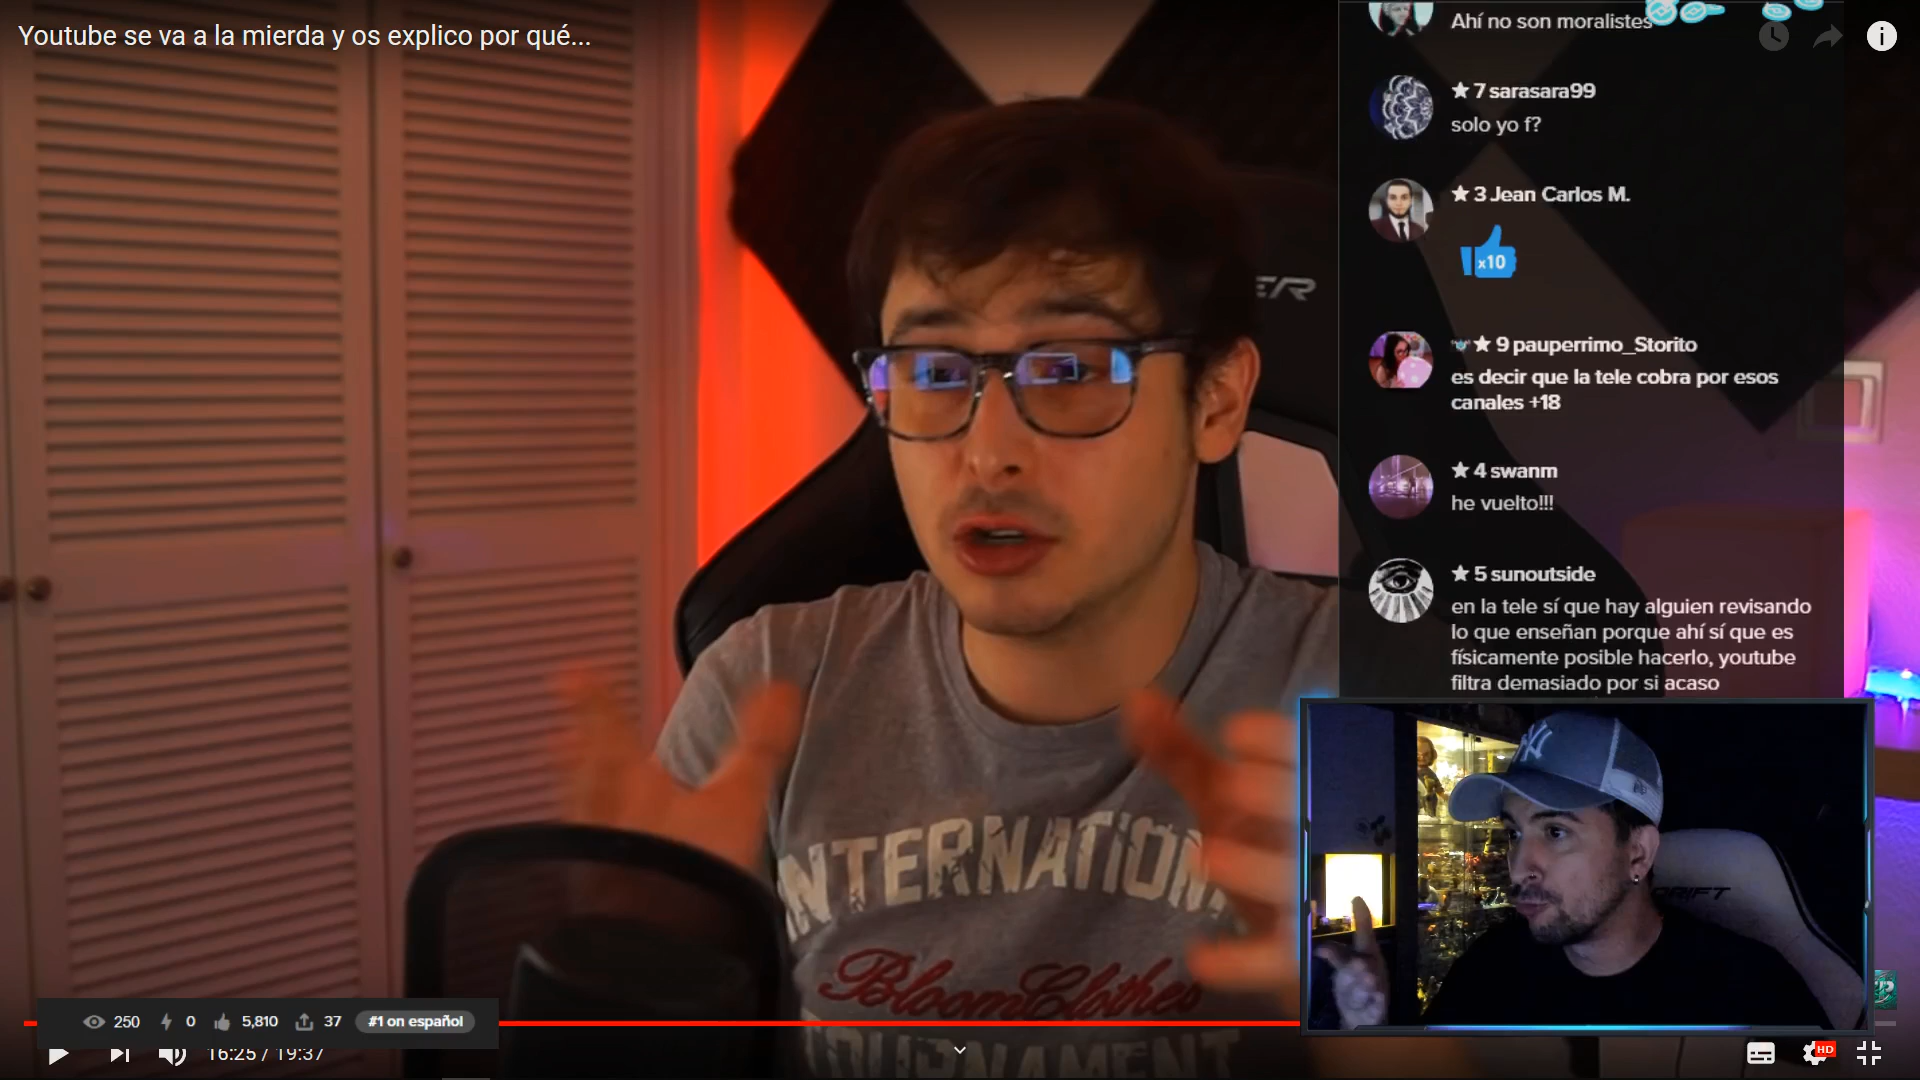 Youtube se va a la mierda y os explico por qué...
Ahí no son moralistes
★ 7 sarasara99
solo yo f?
★ 3 Jean Carlos M.
x10
★ 9 pauperrimo_Storito
es decir que la tele cobra por esos
canales +18
★ 4 swanm
he vuelto!!!
★ 5 sunoutside
en la tele sí que hay alguien revisando
lo que enseñan porque ahí sí que es
físicamente posible hacerlo, youtube
filtra demasiado por si acaso
INTERNATION
BloomClothes
TOURNAMENT
NY
DRIFT
250
0
5,810
37
#1 on español
16:25 / 19:37
HD